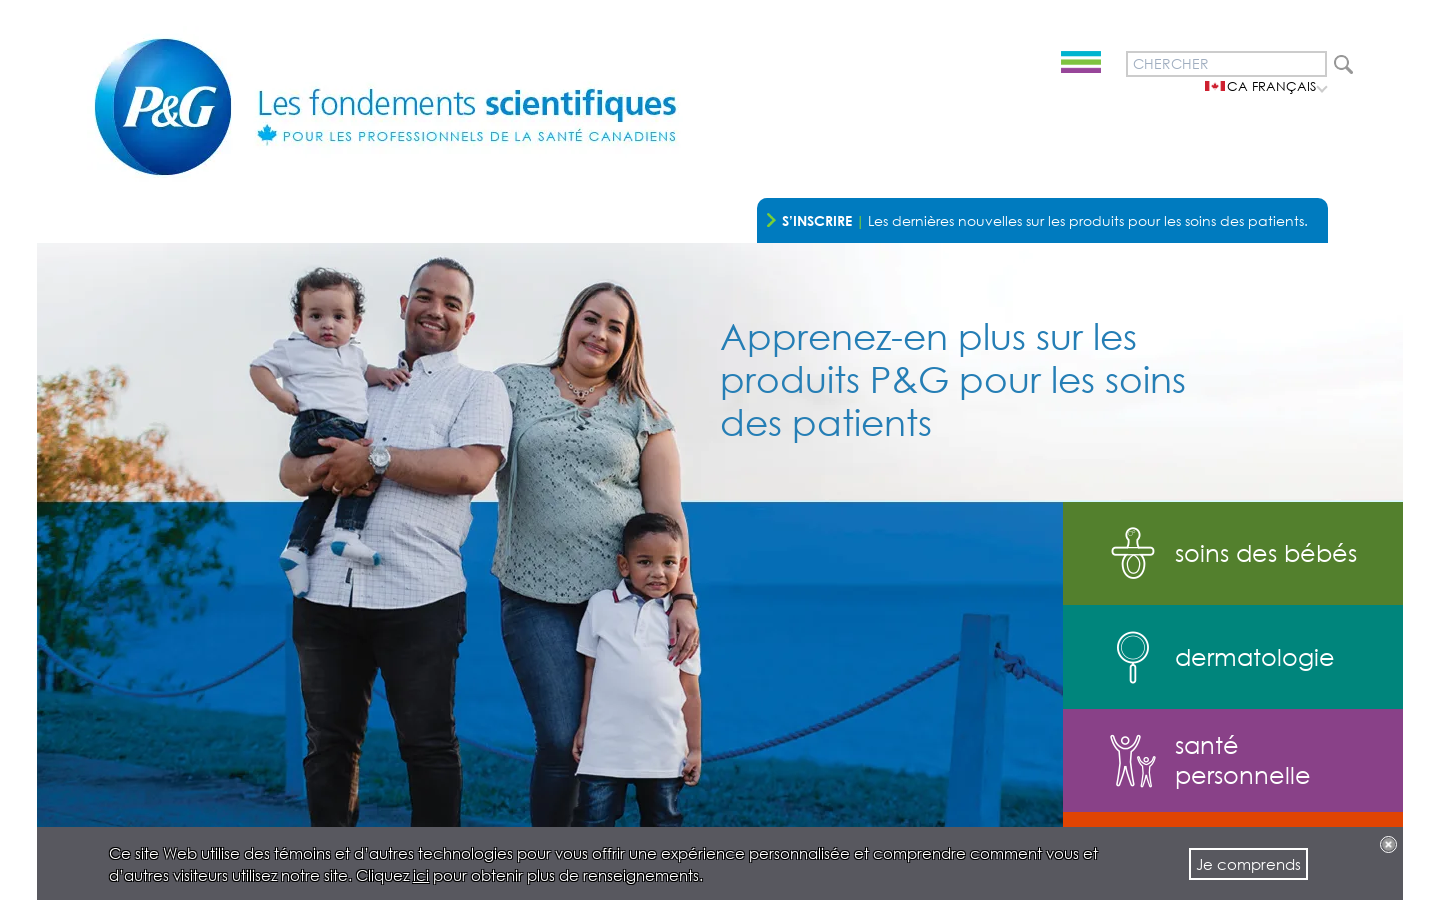 P&G
Les fondements scientifiques
POUR LES PROFESSIONNELS DE LA SANTÉ CANADIENS
CHERCHER
CA FRANÇAIS
S’INSCRIRE | Les dernières nouvelles sur les produits pour les soins des patients.
Apprenez-en plus sur les
produits P&G pour les soins
des patients
soins des bébés
dermatologie
santé
personnelle
Ce site Web utilise des témoins et d’autres technologies pour vous offrir une expérience personnalisée et comprendre comment vous et
d’autres visiteurs utilisez notre site. Cliquez ici pour obtenir plus de renseignements.
Je comprends